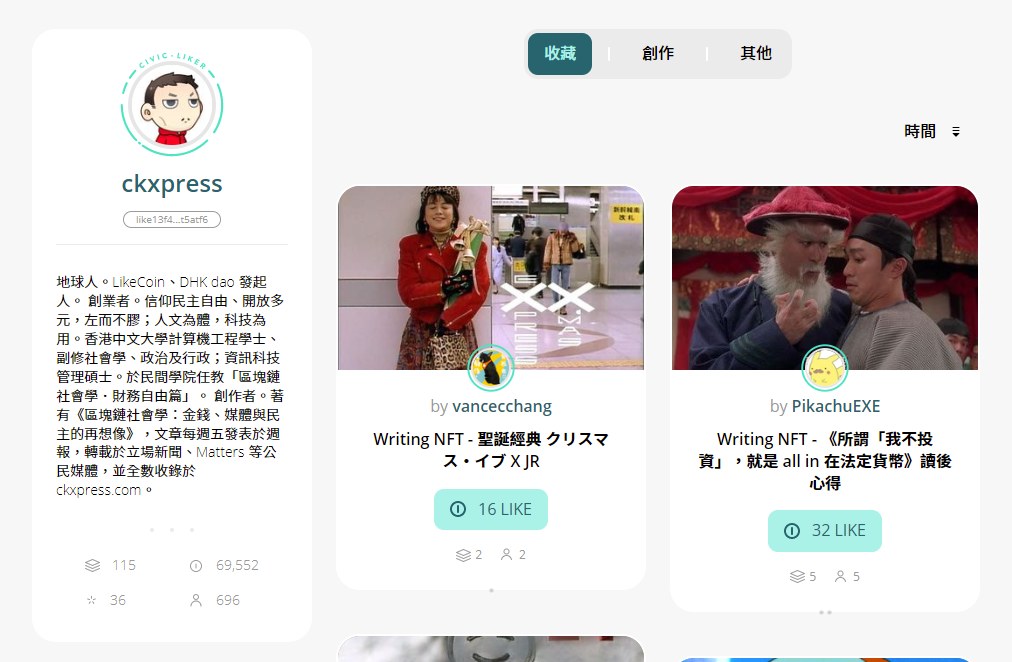 CIVIC · LIKER
ckxpress
like13f4...t5atf6
地球人。LikeCoin、DHK dao 發起
人。 創業者。信仰民主自由、開放多
元，左而不膠；人文為體，科技為
用。香港中文大學計算機工程學士、
副修社會學、政治及行政；資訊科技
管理碩士。於民間學院任教「區塊鏈
社會學．財務自由篇」。 創作者。著
有《區塊鏈社會學：金錢、媒體與民
主的再想像》，文章每週五發表於週
報，轉載於立場新聞、Matters 等公
民媒體，並全數收錄於
ckxpress.com。
115
69,552
36
696
收藏
創作
其他
時間
新幹線南
改札
by vancecchang
Writing NFT - 聖誕經典 クリスマ
ス・イブ X JR
16 LIKE
2
2
by PikachuEXE
Writing NFT - 《所謂「我不投
資」，就是 all in 在法定貨幣》讀後
心得
32 LIKE
5
5